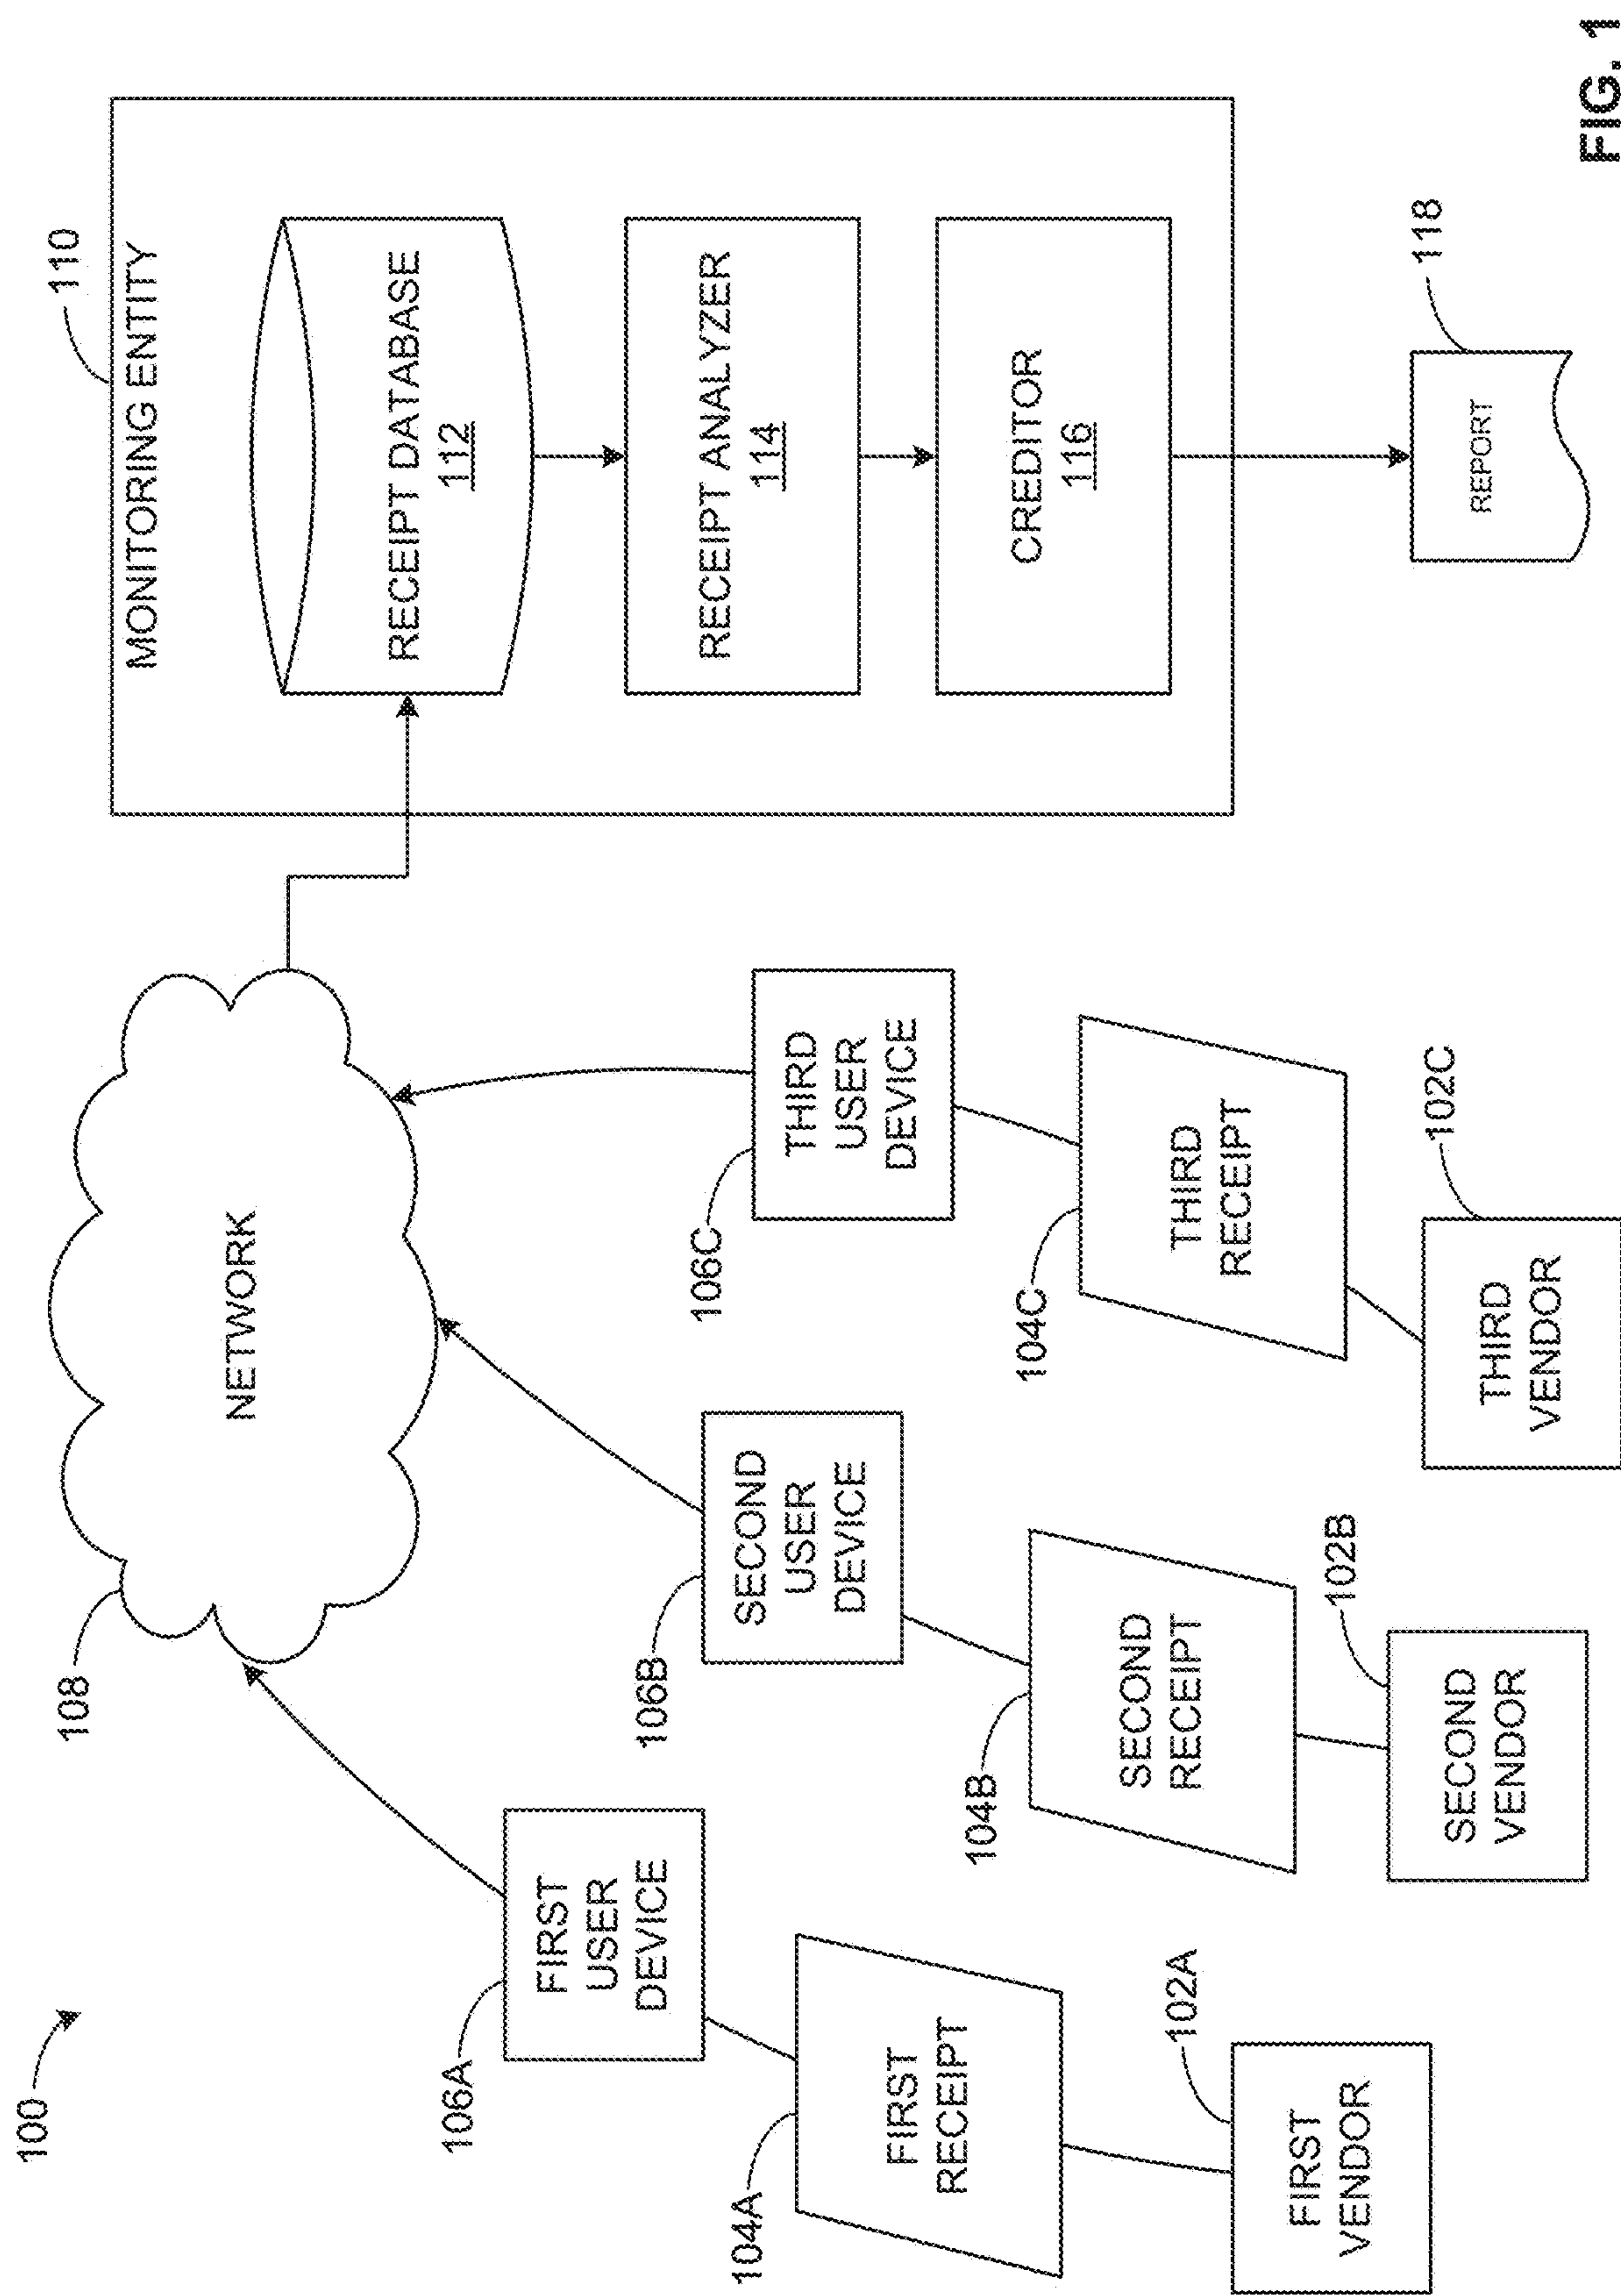 100
108
NETWORK
110
MONITORING ENTITY
RECEIPT DATABASE
112
RECEIPT ANALYZER
114
CREDITOR
116
118
REPORT
106A
FIRST
USER
DEVICE
106B
SECOND
USER
DEVICE
106C
THIRD
USER
DEVICE
104A
FIRST
RECEIPT
104B
SECOND
RECEIPT
104C
THIRD
RECEIPT
102A
FIRST
VENDOR
102B
SECOND
VENDOR
102C
THIRD
VENDOR
FIG. 1